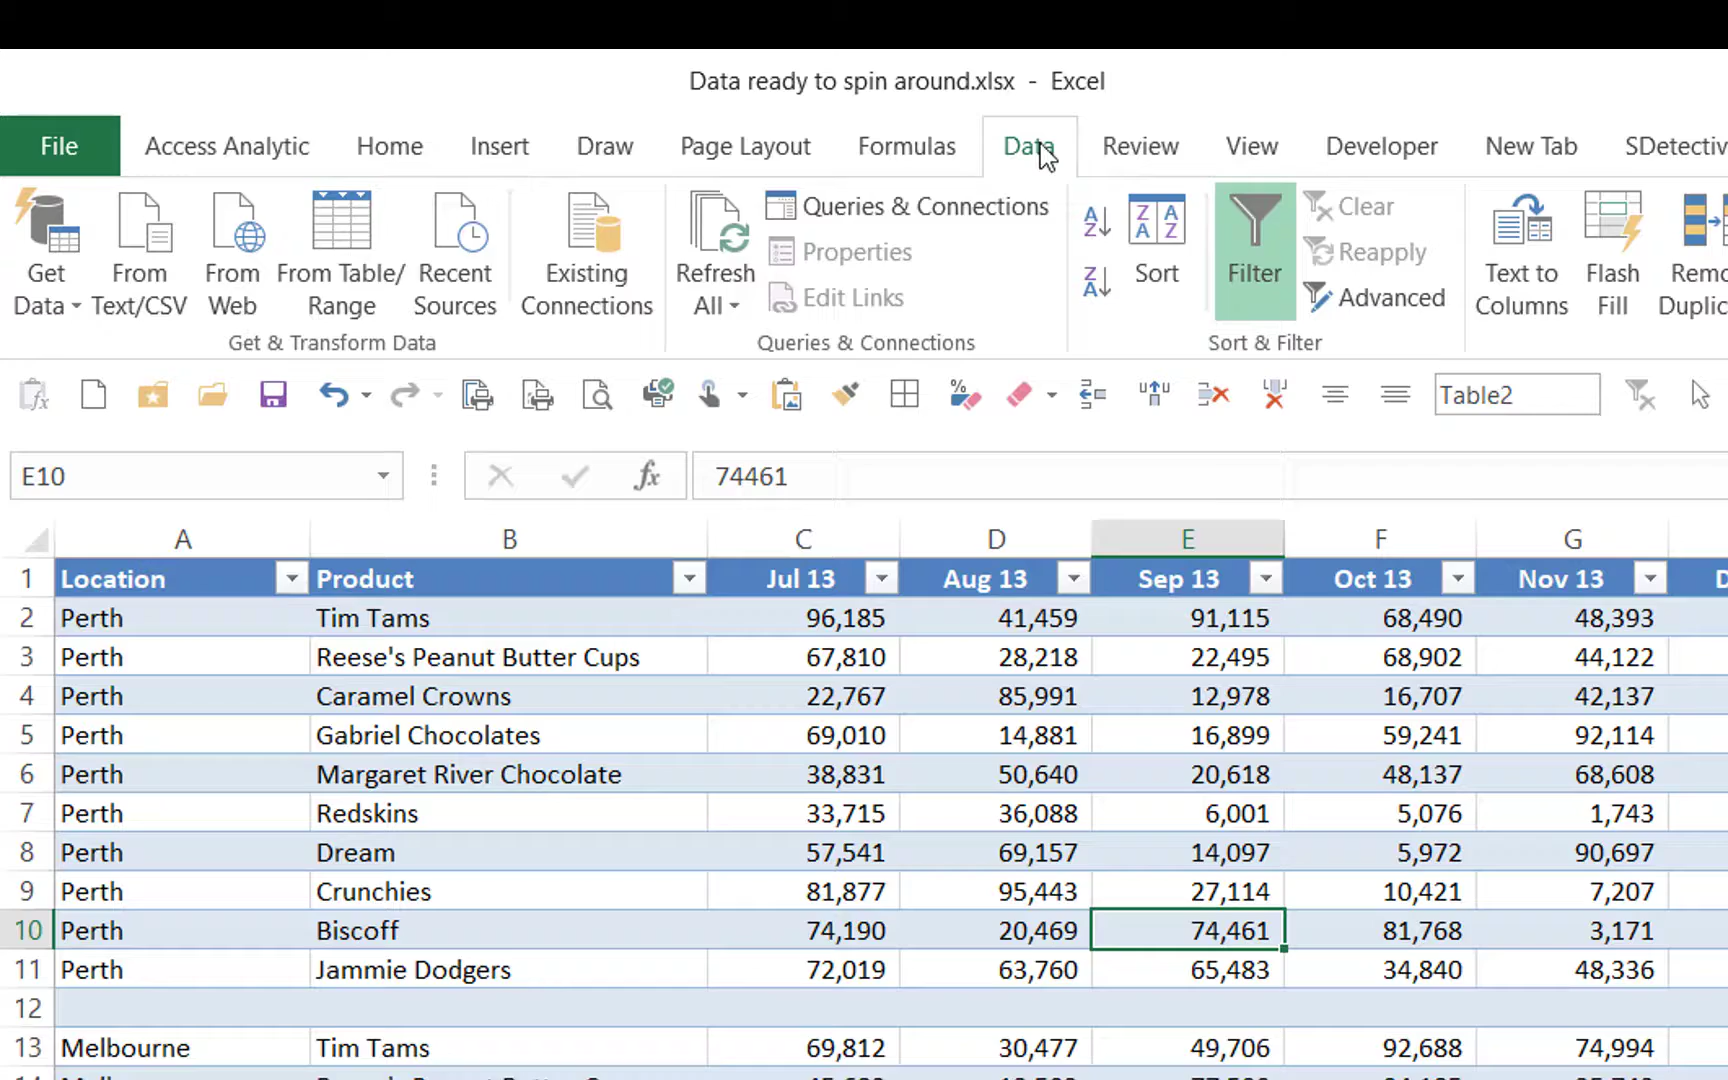 Data ready to spin around.xlsx - Excel
File Access Analytic Home Insert Draw Page Layout Formulas Data Review View Developer New Tab SDetectiv
Get Data From Text/CSV From Web From Table/ Range Recent Sources Existing Connections Refresh All Queries & Connections Properties Edit Links Sort Filter Clear Reapply Advanced Text to Columns Flash Fill Remo Duplic
Get & Transform Data Queries & Connections Sort & Filter
Table2
E10 fx 74461
A B C D E F G
1 Location Product Jul 13 Aug 13 Sep 13 Oct 13 Nov 13 D
2 Perth Tim Tams 96,185 41,459 91,115 68,490 48,393
3 Perth Reese's Peanut Butter Cups 67,810 28,218 22,495 68,902 44,122
4 Perth Caramel Crowns 22,767 85,991 12,978 16,707 42,137
5 Perth Gabriel Chocolates 69,010 14,881 16,899 59,241 92,114
6 Perth Margaret River Chocolate 38,831 50,640 20,618 48,137 68,608
7 Perth Redskins 33,715 36,088 6,001 5,076 1,743
8 Perth Dream 57,541 69,157 14,097 5,972 90,697
9 Perth Crunchies 81,877 95,443 27,114 10,421 7,207
10 Perth Biscoff 74,190 20,469 74,461 81,768 3,171
11 Perth Jammie Dodgers 72,019 63,760 65,483 34,840 48,336
12
13 Melbourne Tim Tams 69,812 30,477 49,706 92,688 74,994